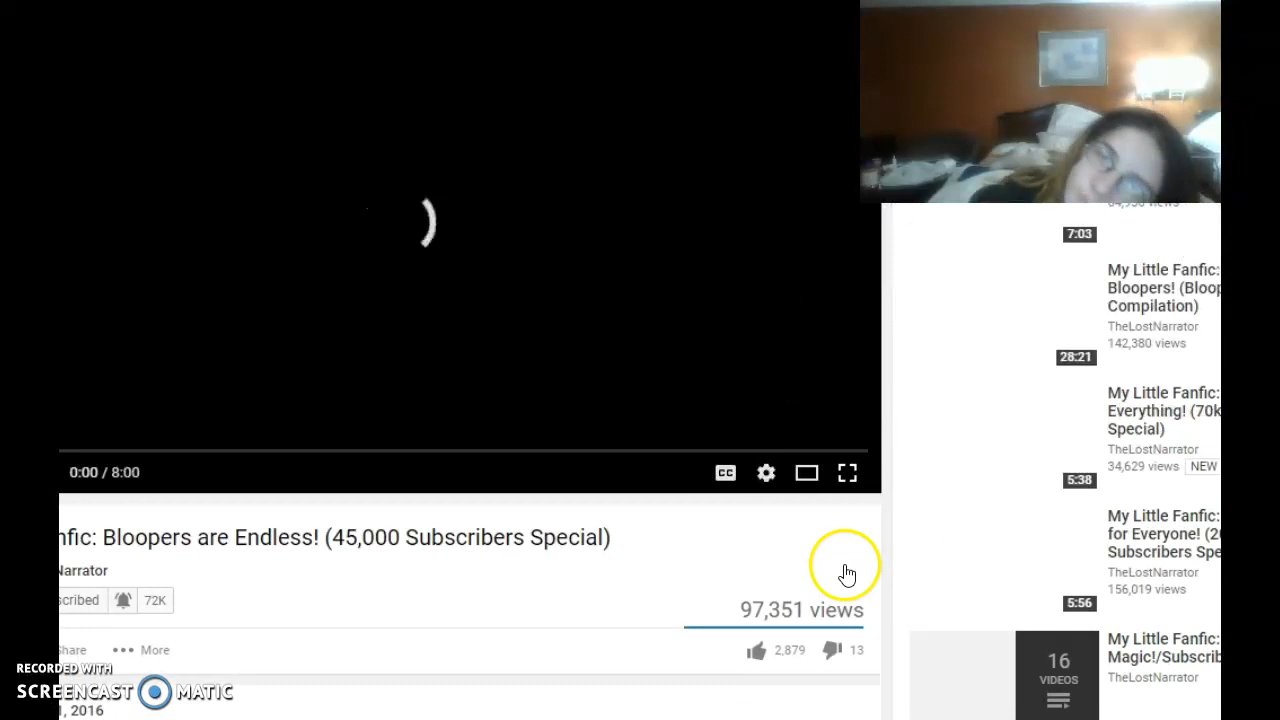 7:03
My Little Fanfic:
Compilation)
TheLostNarrator
142,380 views
28:21
My Little Fanfic:
Everything! (70k
Special)
TheLostNarrator
34,629 views NEW
5:38
My Little Fanfic:
for Everyone! (20
Subscribers Spe
TheLostNarrator
156,019 views
5:56
16
VIDEOS
My Little Fanfic:
Magic!/Subscrib
TheLostNarrator
0:00 / 8:00
CC
nfic: Bloopers are Endless! (45,000 Subscribers Special)
Narrator
scribed 72K
97,351 views
Share ••• More
2,879 13
RECORDED WITH
SCREENCAST MATIC
1, 2016